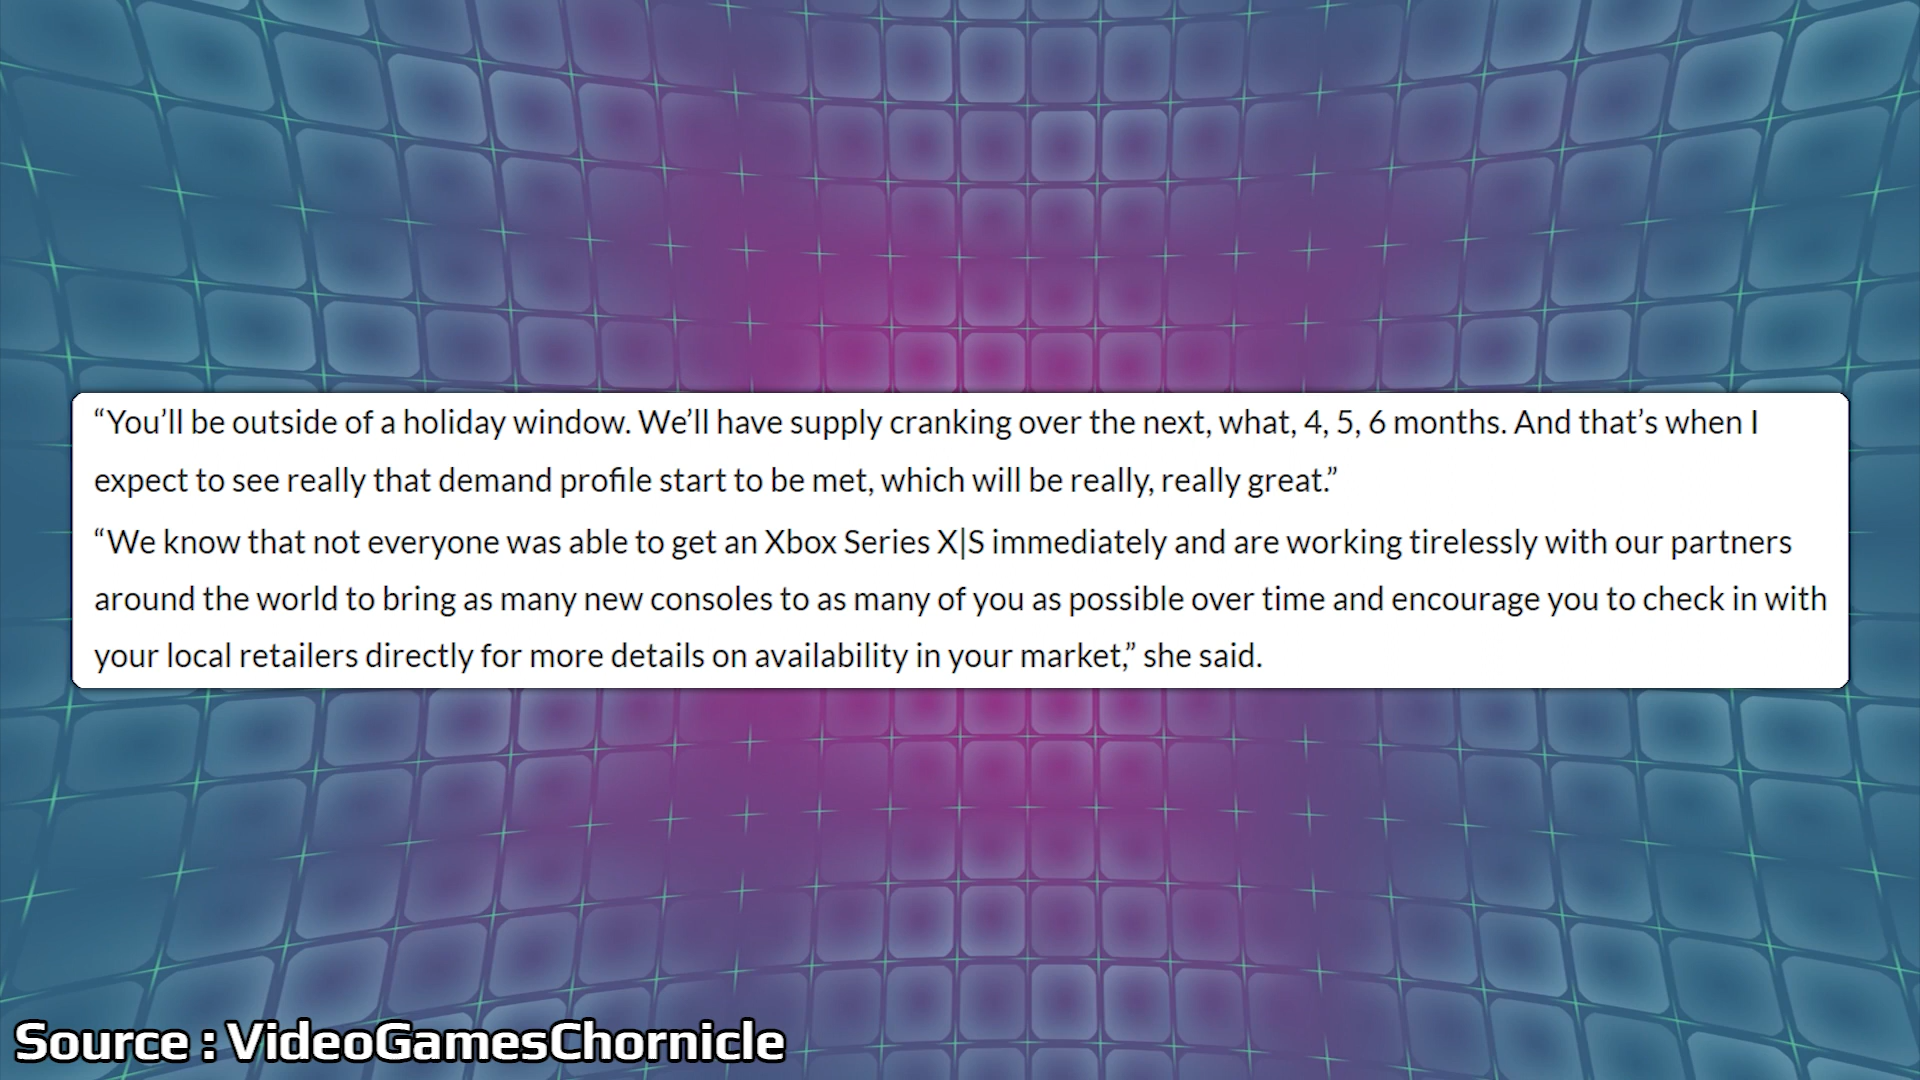 “You’ll be outside of a holiday window. We’ll have supply cranking over the next, what, 4, 5, 6 months. And that’s when I
expect to see really that demand profile start to be met, which will be really, really great.”
“We know that not everyone was able to get an Xbox Series X|S immediately and are working tirelessly with our partners
around the world to bring as many new consoles to as many of you as possible over time and encourage you to check in with
your local retailers directly for more details on availability in your market,” she said.
Source : VideoGamesChornicle